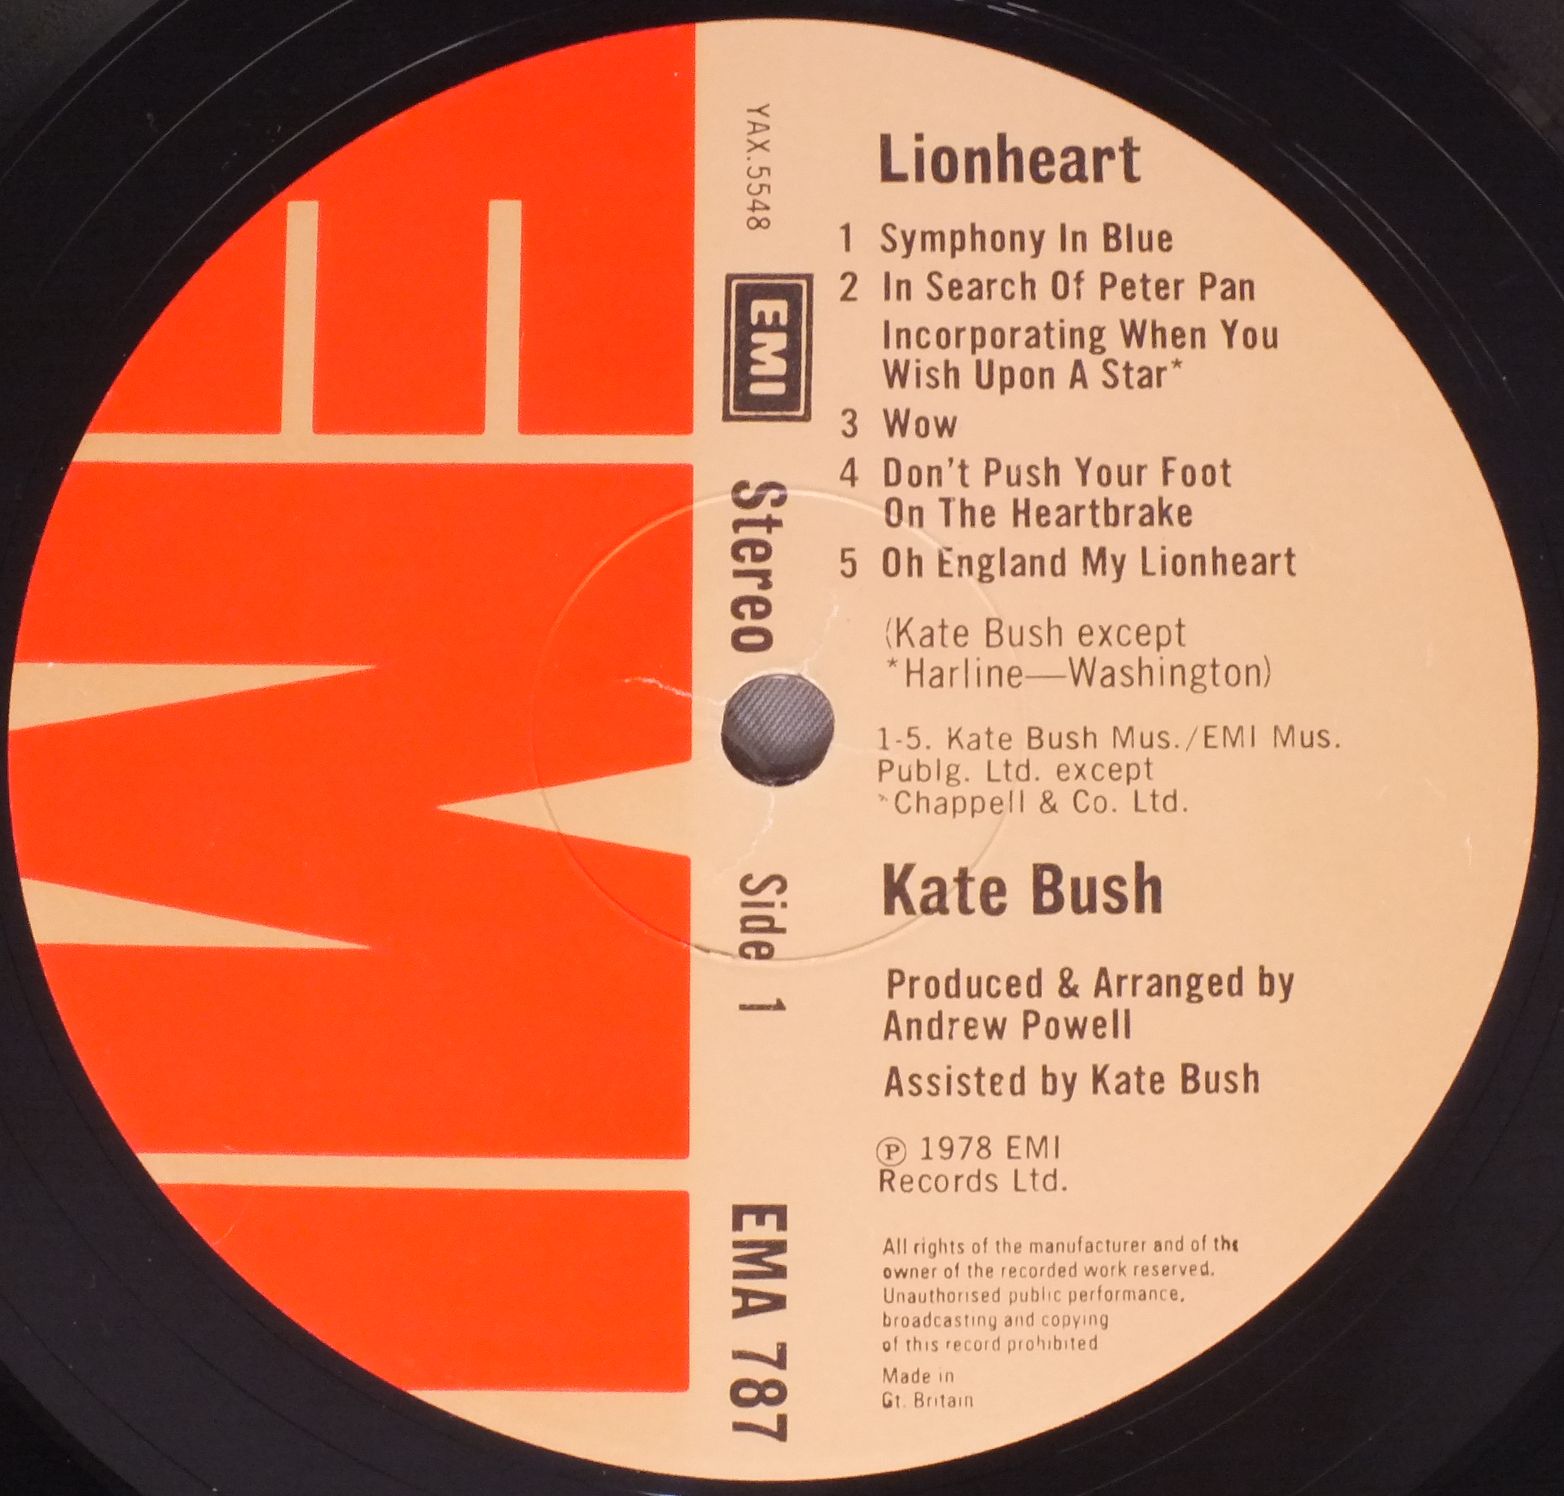 Lionheart
1 Symphony In Blue
2 In Search Of Peter Pan
Incorporating When You
Wish Upon A Star*
3 Wow
4 Don't Push Your Foot
On The Heartbrake
5 Oh England My Lionheart
(Kate Bush except
*Harline—Washington)
1-5. Kate Bush Mus./EMI Mus.
Publg. Ltd. except
*Chappell & Co. Ltd.
Kate Bush
Produced & Arranged by
Andrew Powell
Assisted by Kate Bush
℗ 1978 EMI
Records Ltd.
All rights of the manufacturer and of the
owner of the recorded work reserved.
Unauthorised public performance,
broadcasting and copying
of this record prohibited
Made in
Gt. Britain
YAX.5548
EMI
Stereo
Side 1
EMA 787
EMI